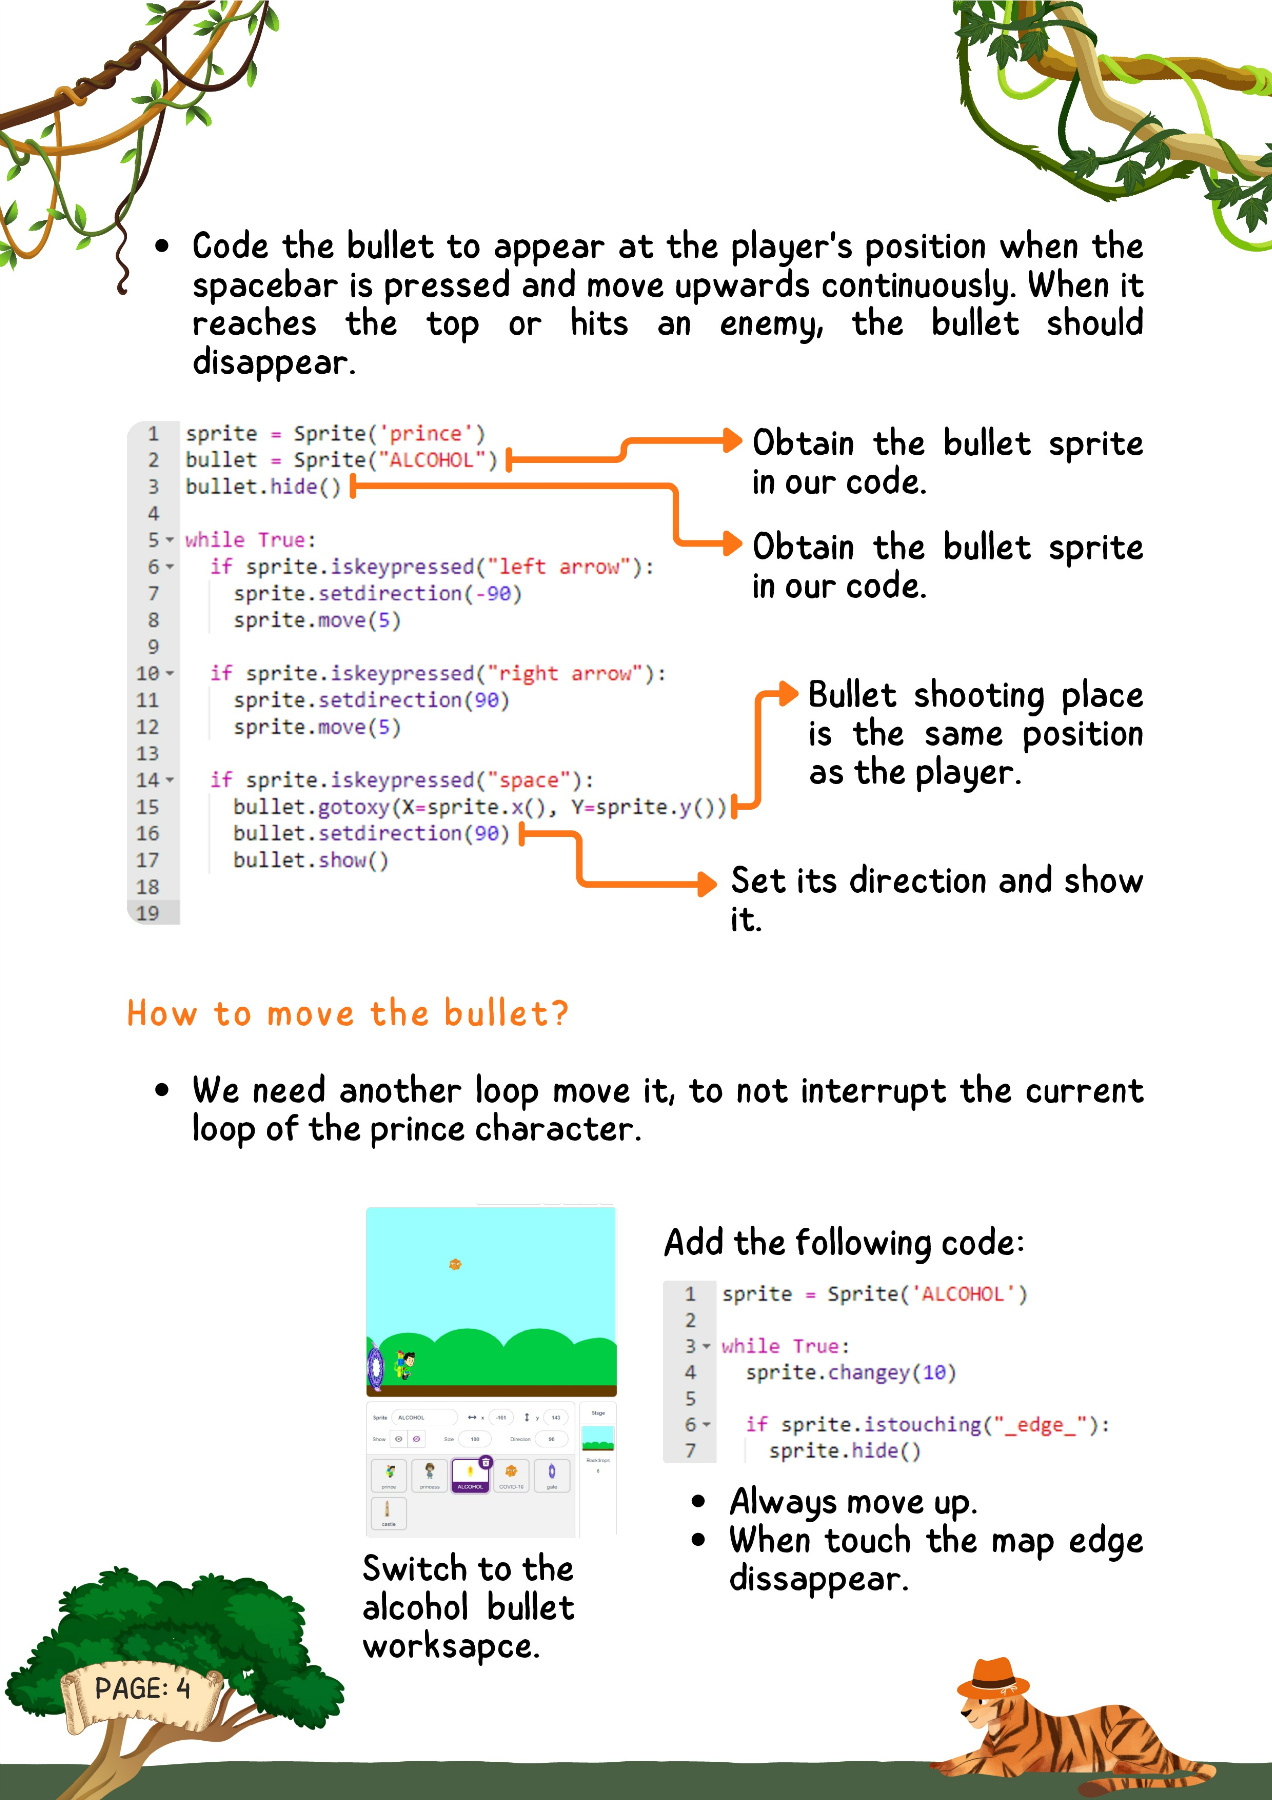 • Code the bullet to appear at the player's position when the
spacebar is pressed and move upwards continuously. When it
reaches the top or hits an enemy, the bullet should
disappear.
1 sprite = Sprite('prince')
2 bullet = Sprite("ALCOHOL")
3 bullet.hide()
4
5 while True:
6 if sprite.iskeypressed("left arrow"):
7 sprite.setdirection(-90)
8 sprite.move(5)
9
10 if sprite.iskeypressed("right arrow"):
11 sprite.setdirection(90)
12 sprite.move(5)
13
14 if sprite.iskeypressed("space"):
15 bullet.gotoxy(X=sprite.x(), Y=sprite.y())
16 bullet.setdirection(90)
17 bullet.show()
18
19
Obtain the bullet sprite
in our code.
Obtain the bullet sprite
in our code.
Bullet shooting place
is the same position
as the player.
Set its direction and show
it.
How to move the bullet?
• We need another loop move it, to not interrupt the current
loop of the prince character.
Sprite ALCOHOL x -161 y 143
Show Size 100 Direction 90
Stage
Backdrops
prince princess ALCOHOL COVID-19 gate
castle
Switch to the
alcohol bullet
worksapce.
Add the following code:
1 sprite = Sprite('ALCOHOL')
2
3 while True:
4 sprite.changey(10)
5
6 if sprite.istouching("_edge_"):
7 sprite.hide()
• Always move up.
• When touch the map edge
dissappear.
PAGE: 4